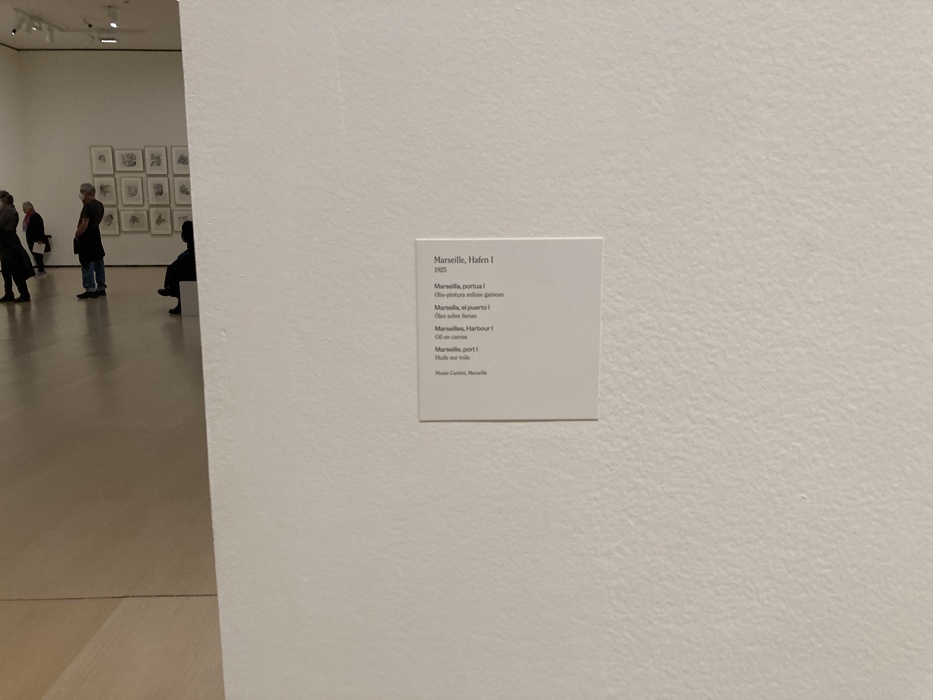 Marseille, Hafen I
1925
Marseilla, portua I
Olio-pintura mihise gainean
Marsella, el puerto I
Óleo sobre lienzo
Marseilles, Harbour I
Oil on canvas
Marseille, port I
Huile sur toile
Musée Cantini, Marseille